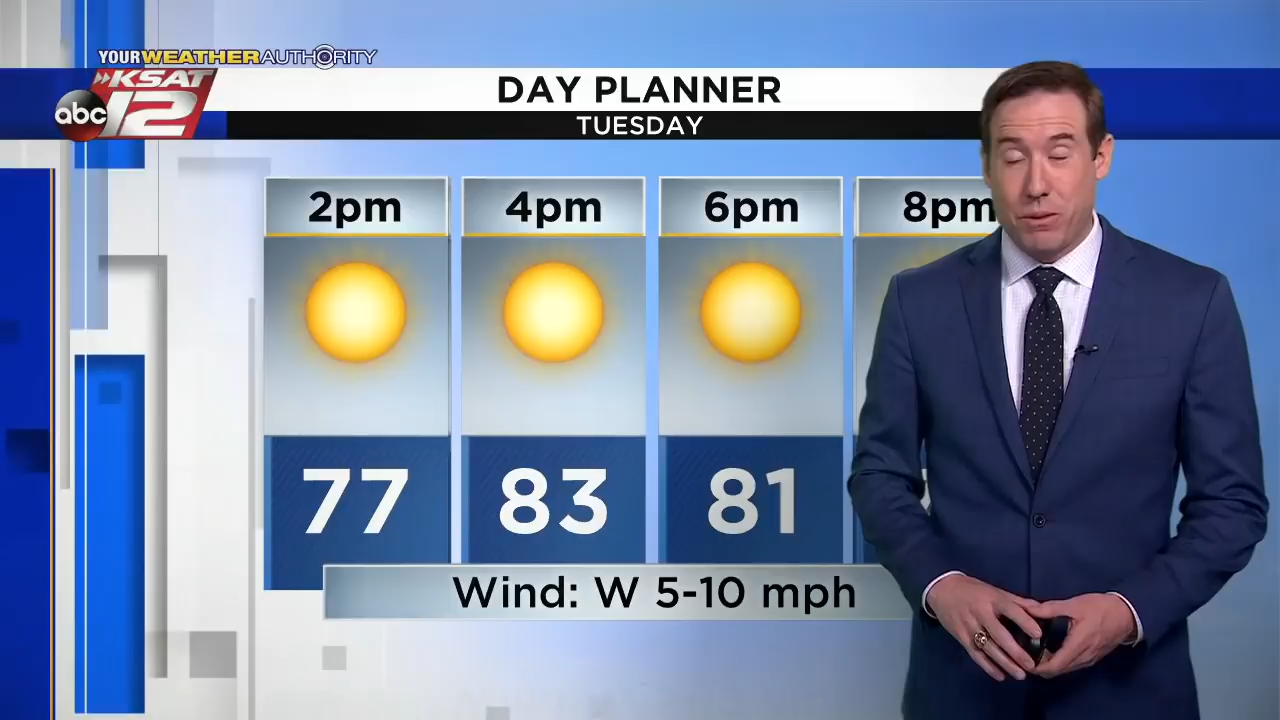 YOURWEATHERAUTHORITY
KSAT
abc 12
DAY PLANNER
TUESDAY
2pm 4pm 6pm 8pm
77 83 81
Wind: W 5-10 mph